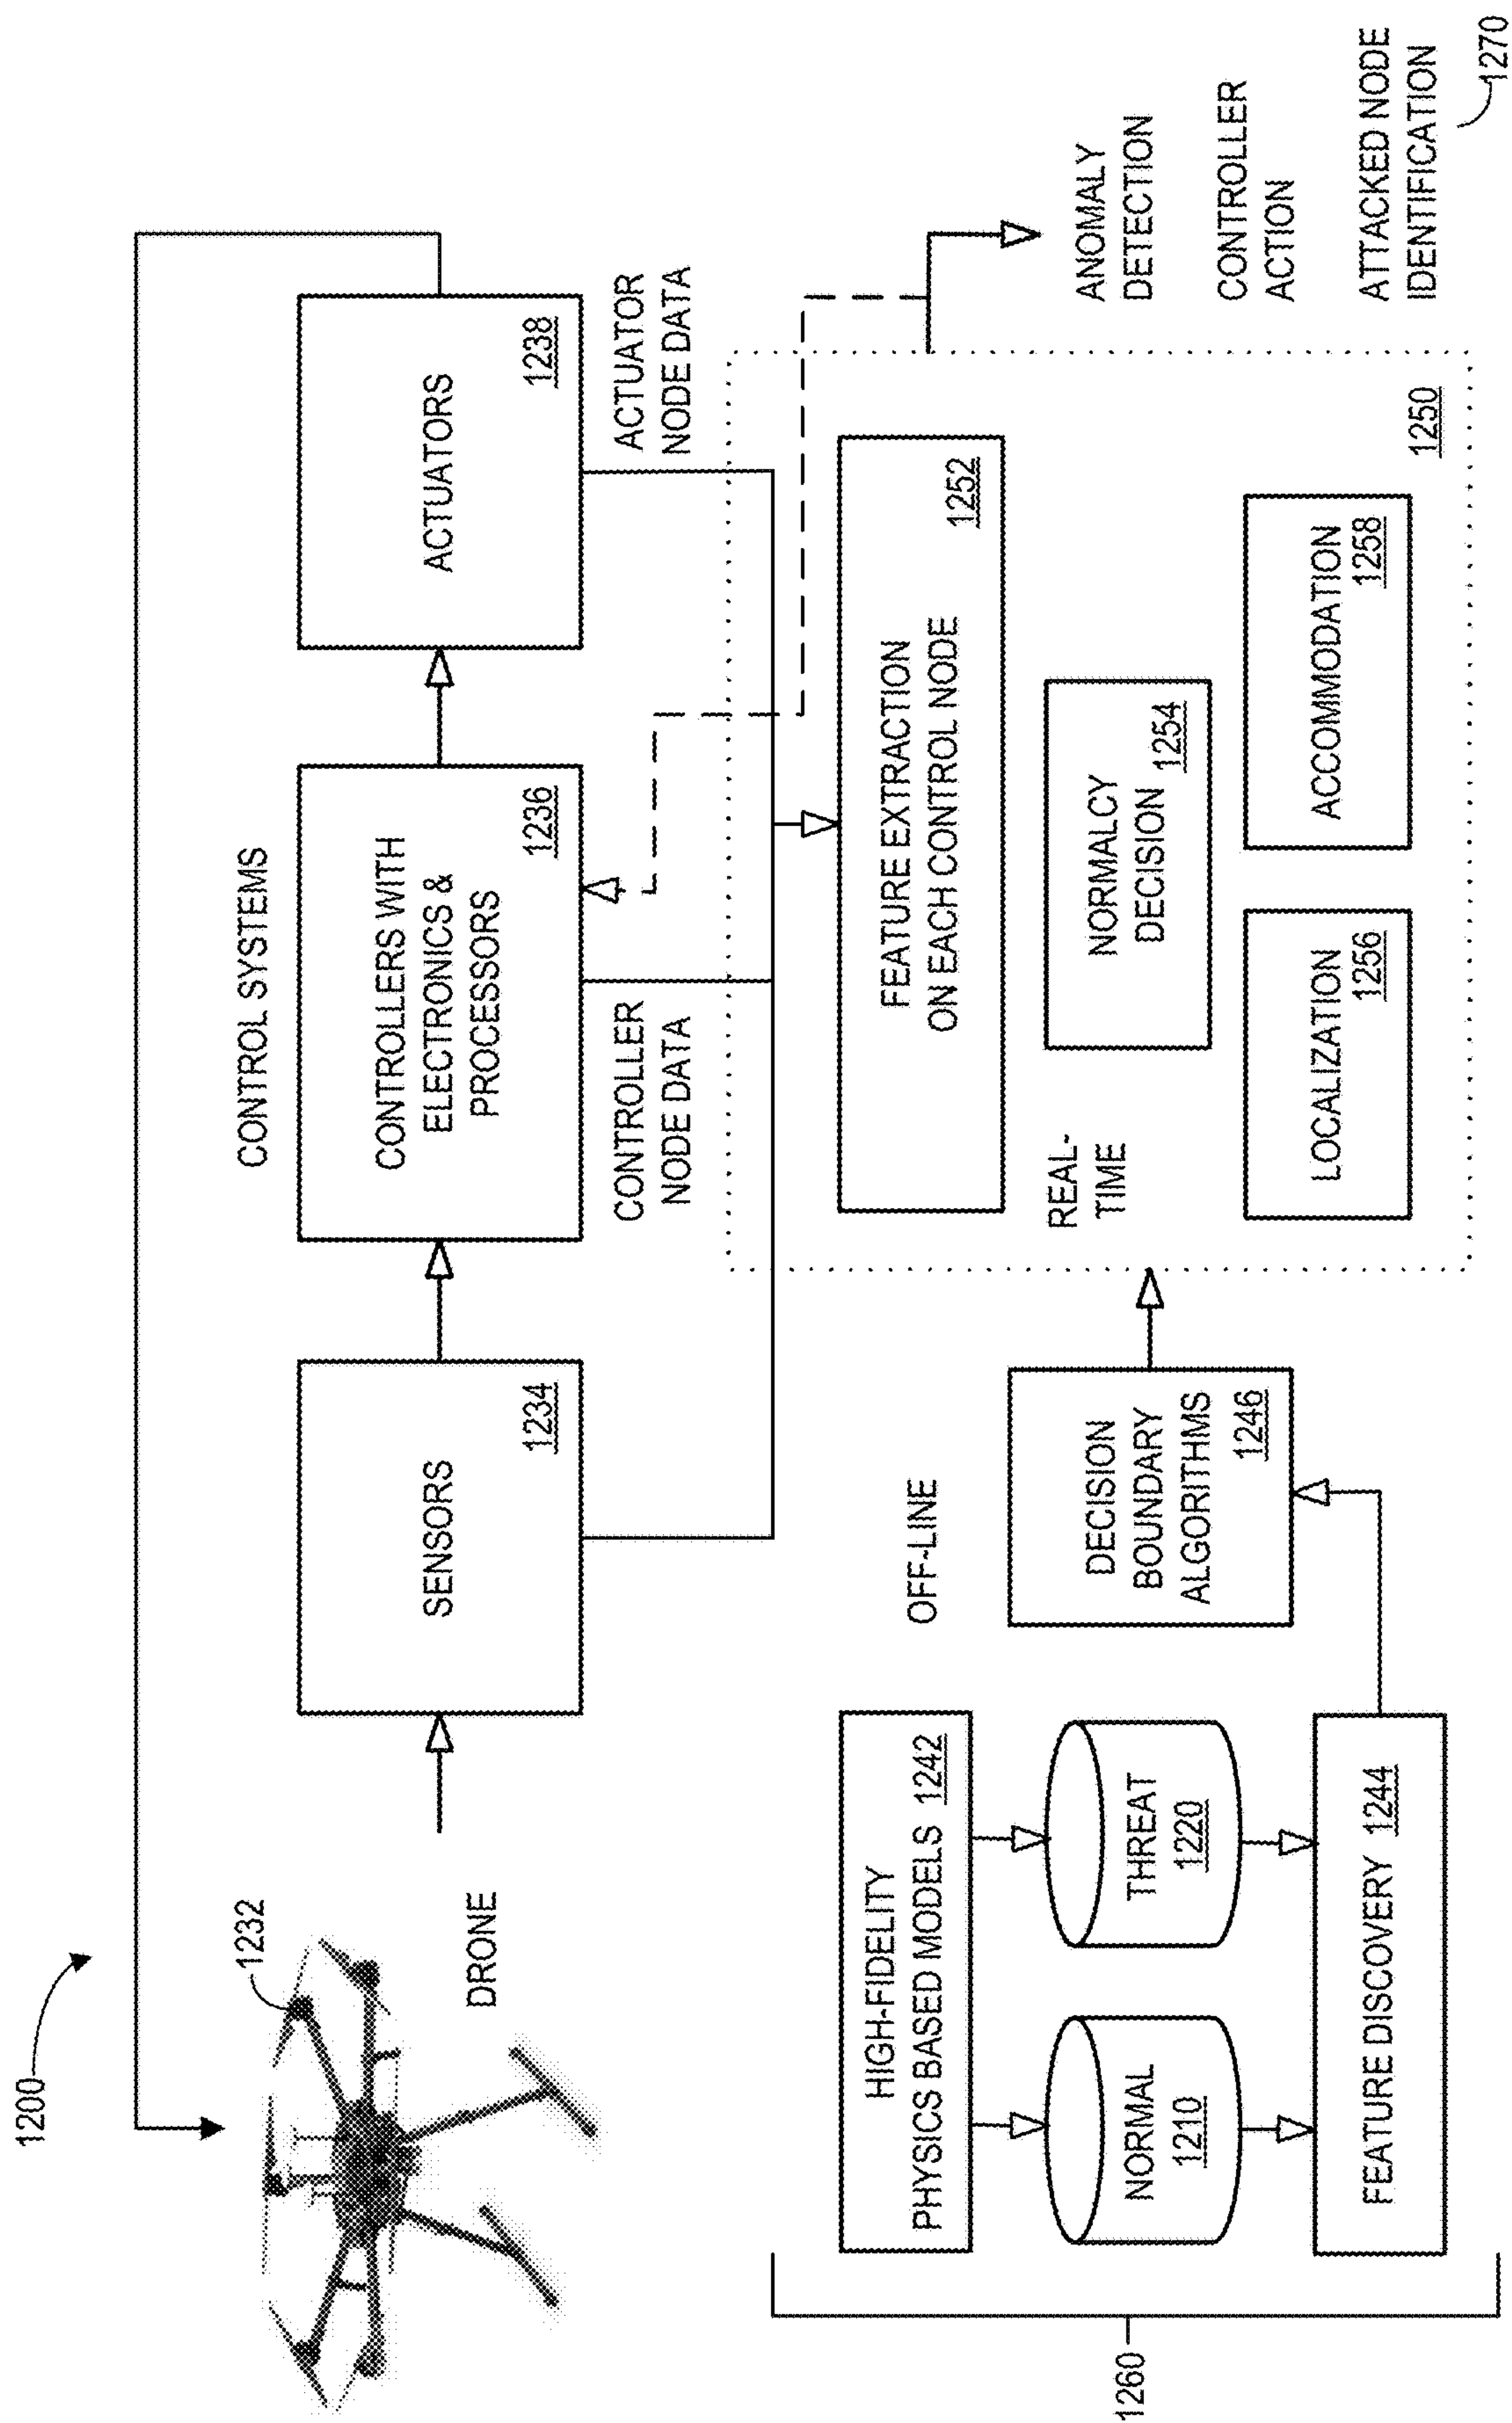 1200
1232
DRONE
CONTROL SYSTEMS
SENSORS
1234
CONTROLLERS WITH
ELECTRONICS &
PROCESSORS
1236
ACTUATORS
1238
CONTROLLER
NODE DATA
ACTUATOR
NODE DATA
1260
HIGH-FIDELITY
PHYSICS BASED MODELS 1242
NORMAL
1210
THREAT
1220
FEATURE DISCOVERY 1244
OFF-LINE
DECISION
BOUNDARY
ALGORITHMS
1246
FEATURE EXTRACTION
ON EACH CONTROL NODE
1252
REAL-
TIME
NORMALCY
DECISION
1254
LOCALIZATION
1256
ACCOMMODATION
1258
1250
ANOMALY
DETECTION
CONTROLLER
ACTION
ATTACKED NODE
IDENTIFICATION
1270